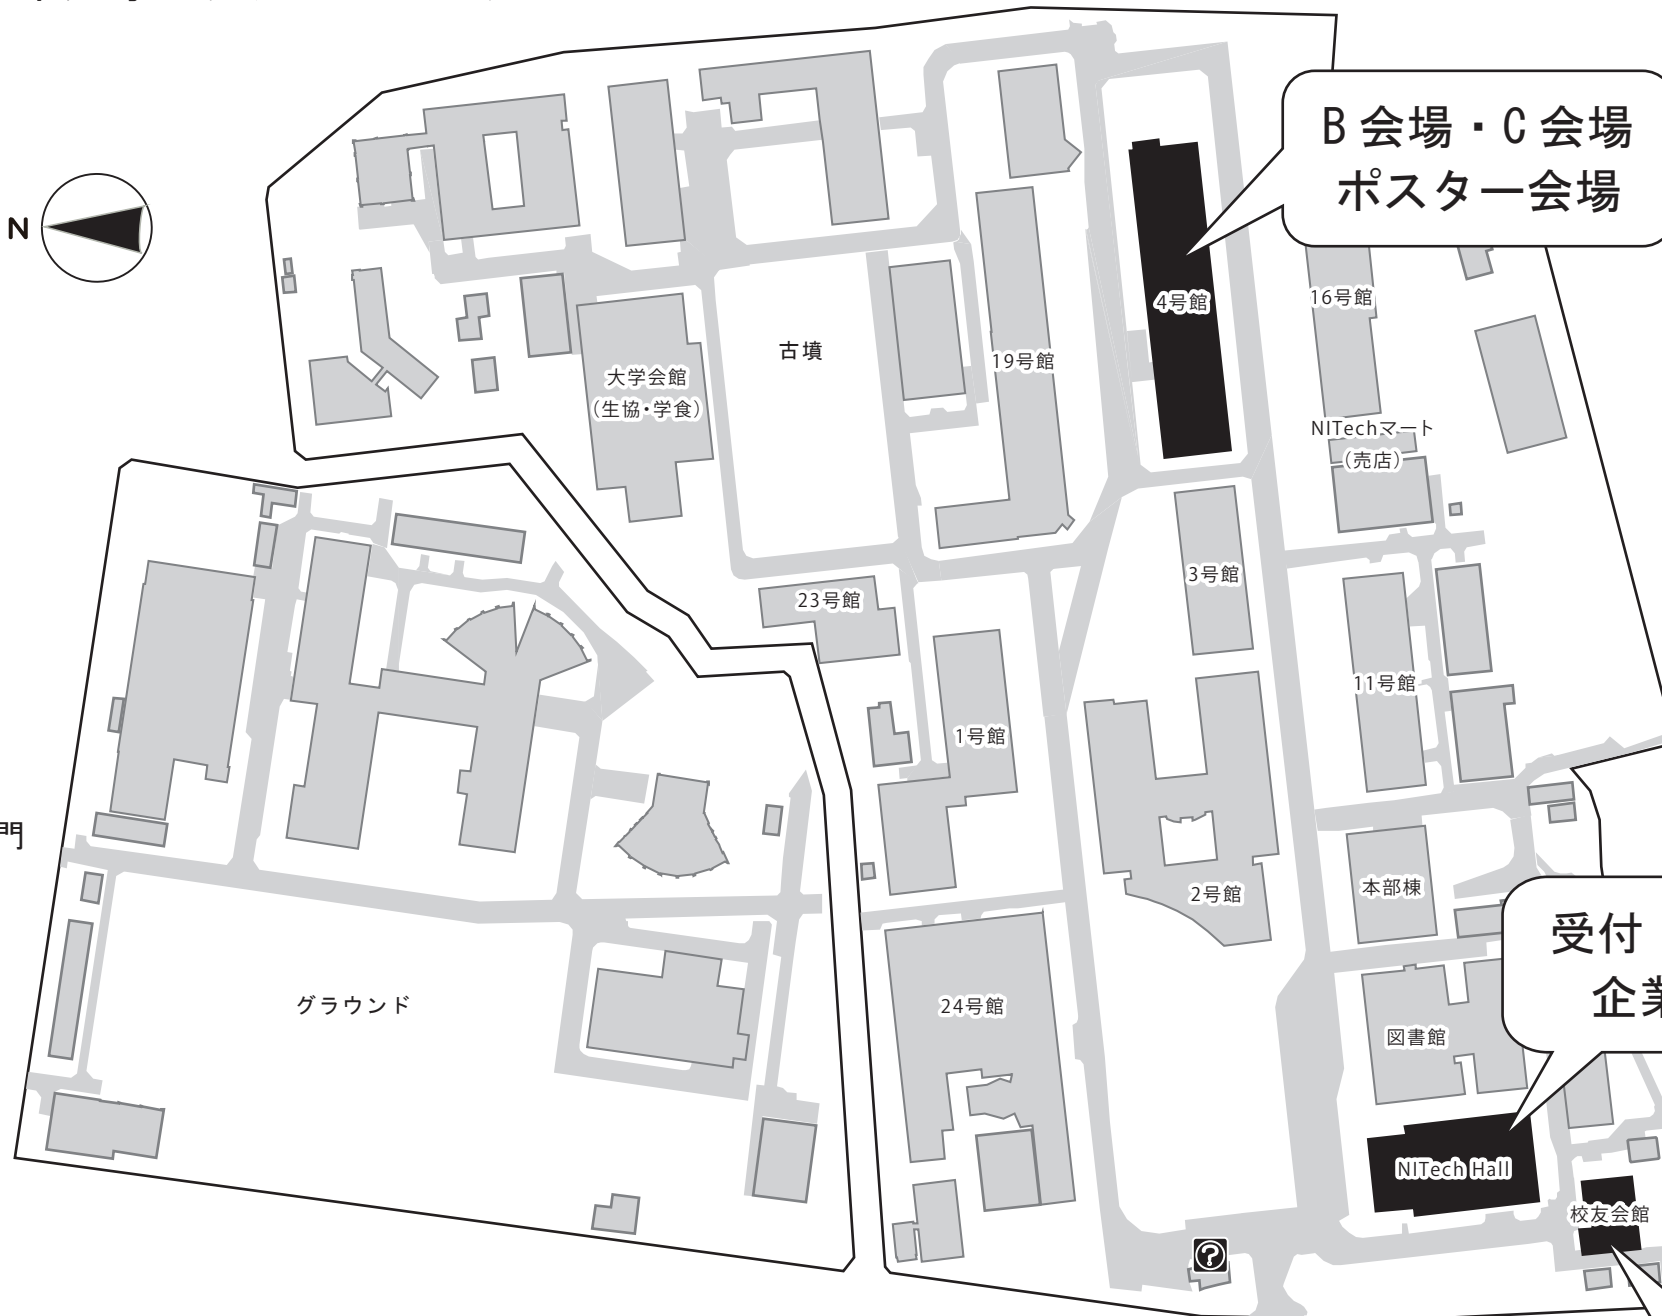 B会場・C会場
ポスター会場
N
4号館
16号館
古墳
19号館
大学会館
(生協・学食)
NITechマート
(売店)
3号館
23号館
11号館
1号館
門
本部棟
2号館
受付
企業
グラウンド
24号館
図書館
NITech Hall
校友会館
?